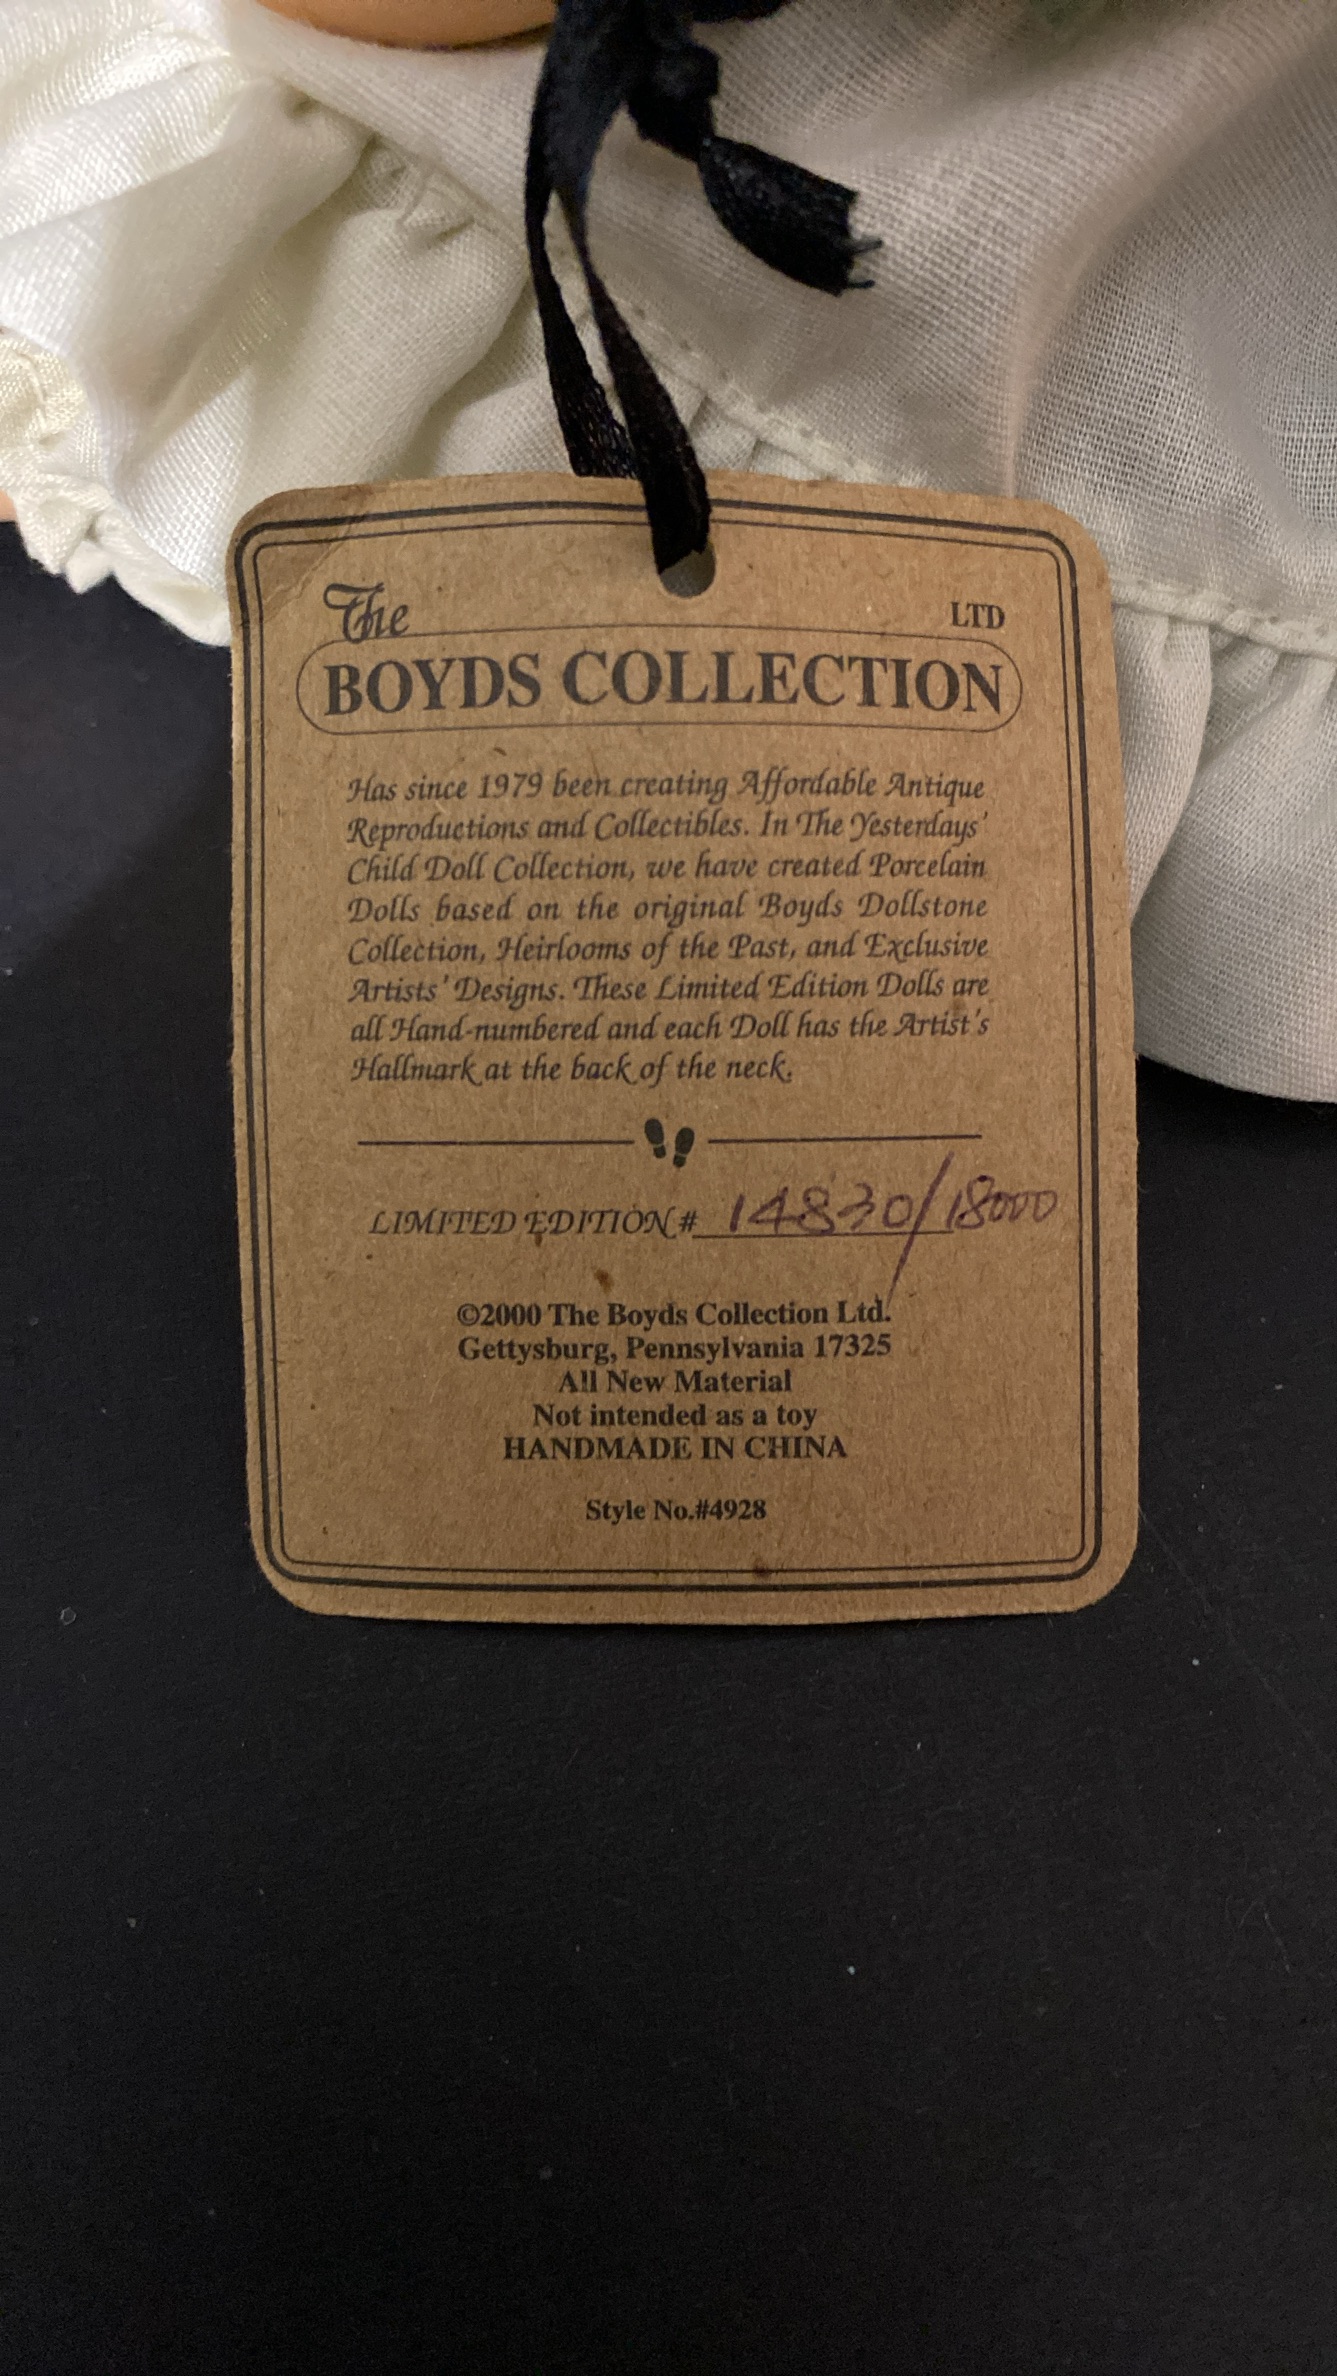 The LTD
BOYDS COLLECTION
Has since 1979 been creating Affordable Antique
Reproductions and Collectibles. In The Yesterdays'
Child Doll Collection, we have created Porcelain
Dolls based on the original Boyds Dollstone
Collection, Heirlooms of the Past, and Exclusive
Artists' Designs. These Limited Edition Dolls are
all Hand-numbered and each Doll has the Artist's
Hallmark at the back of the neck.
LIMITED EDITION # 14830/18000
©2000 The Boyds Collection Ltd.
Gettysburg, Pennsylvania 17325
All New Material
Not intended as a toy
HANDMADE IN CHINA
Style No.#4928